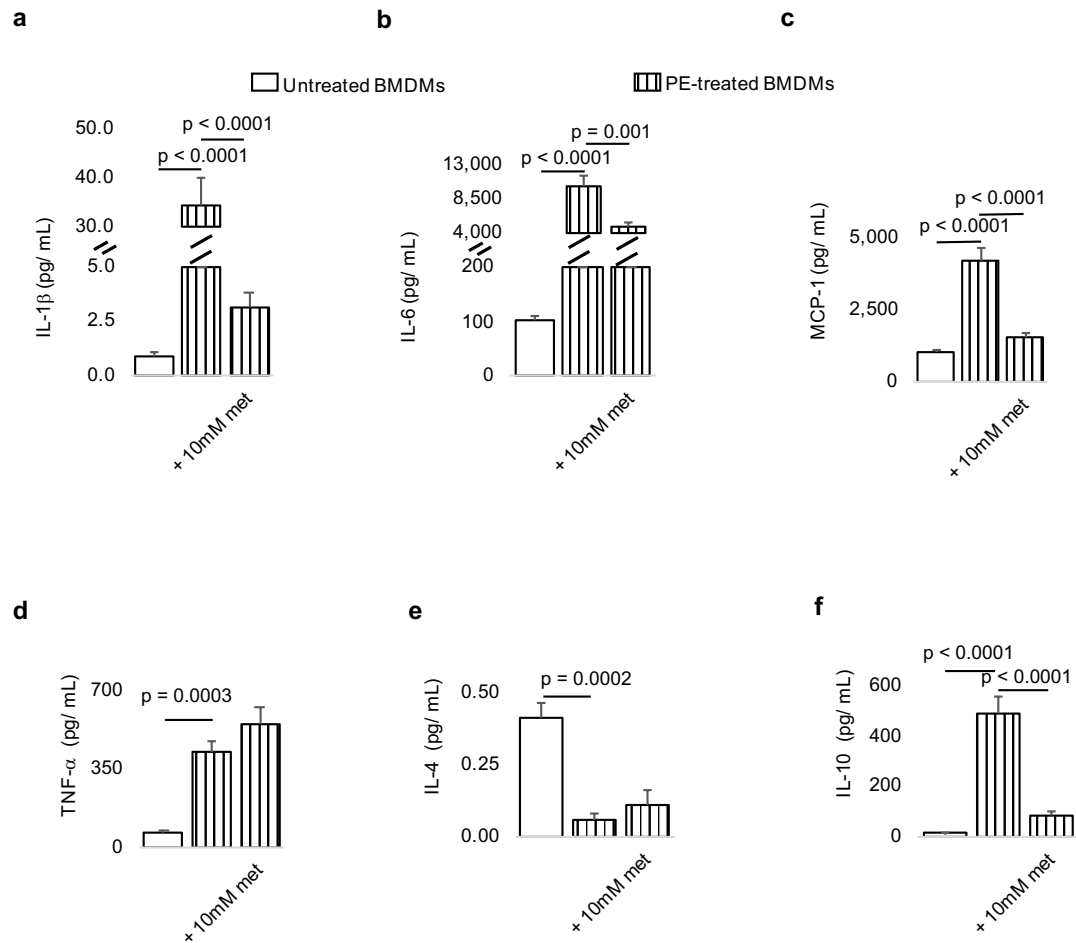 a
b
c
Untreated BMDMs
PE-treated BMDMs
IL-1β (pg/ mL)
50.0
40.0
30.0
5.0
2.5
0.0
p < 0.0001
p < 0.0001
+ 10mM met
IL-6 (pg/ mL)
13,000
8,500
4,000
200
100
0
p = 0.001
p < 0.0001
+ 10mM met
MCP-1 (pg/ mL)
5,000
2,500
0
p < 0.0001
p < 0.0001
+ 10mM met
d
e
f
TNF-α (pg/ mL)
700
350
0
p = 0.0003
+ 10mM met
IL-4 (pg/ mL)
0.50
0.25
0.00
p = 0.0002
+ 10mM met
IL-10 (pg/ mL)
600
400
200
0
p < 0.0001
p < 0.0001
+ 10mM met